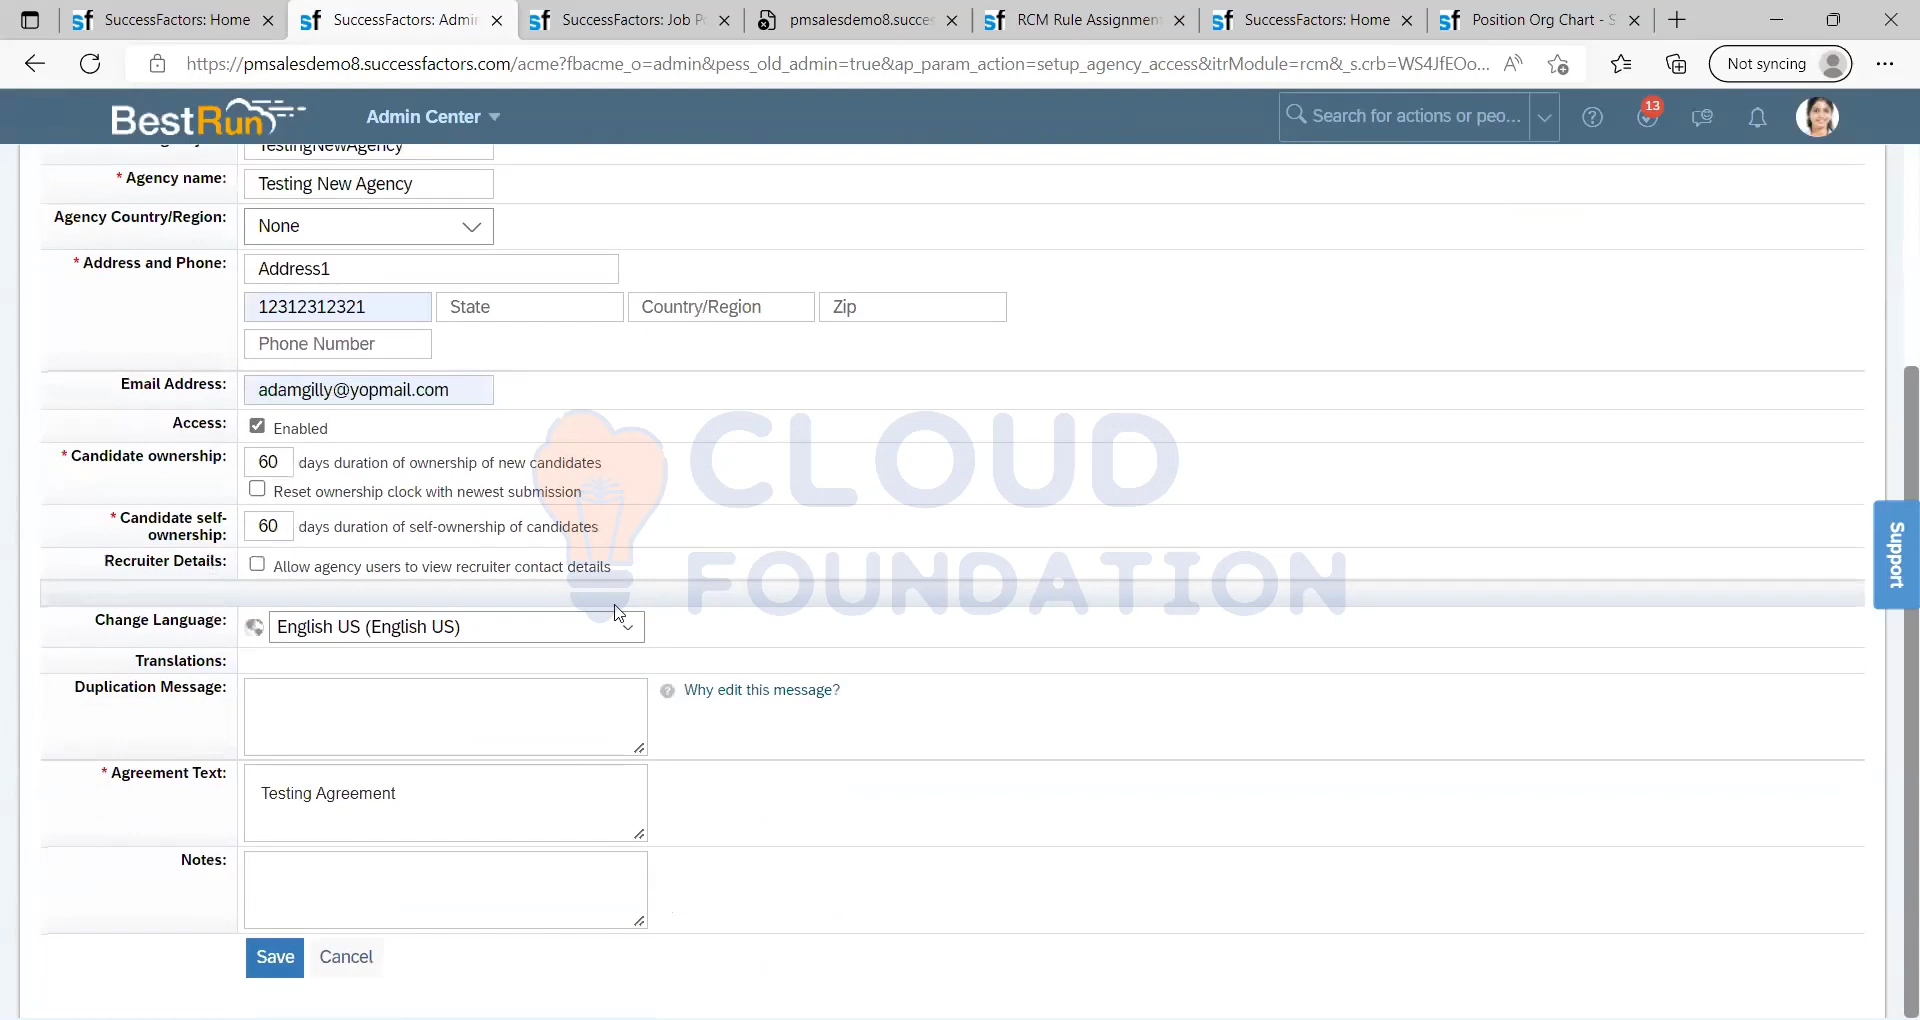 SuccessFactors: Home
SuccessFactors: Admi
SuccessFactors: Job P
pmsalesdemo8.succes
RCM Rule Assignmen
SuccessFactors: Home
Position Org Chart - S
https://pmsalesdemo8.successfactors.com/acme?fbacme_o=admin&pess_old_admin=true&ap_param_action=setup_agency_access&itrModule=rcm&_s.crb=WS4JfEOo...
Not syncing
BestRun
Admin Center
Search for actions or peo...
13
TestingNewAgency
* Agency name:
Testing New Agency
Agency Country/Region:
None
* Address and Phone:
Address1
12312312321
State
Country/Region
Zip
Phone Number
Email Address:
adamgilly@yopmail.com
Access:
Enabled
* Candidate ownership:
60 days duration of ownership of new candidates
Reset ownership clock with newest submission
* Candidate self-
ownership:
60 days duration of self-ownership of candidates
Recruiter Details:
Allow agency users to view recruiter contact details
CLOUD
FOUNDATION
Support
Change Language:
English US (English US)
Translations:
Duplication Message:
Why edit this message?
* Agreement Text:
Testing Agreement
Notes:
Save
Cancel